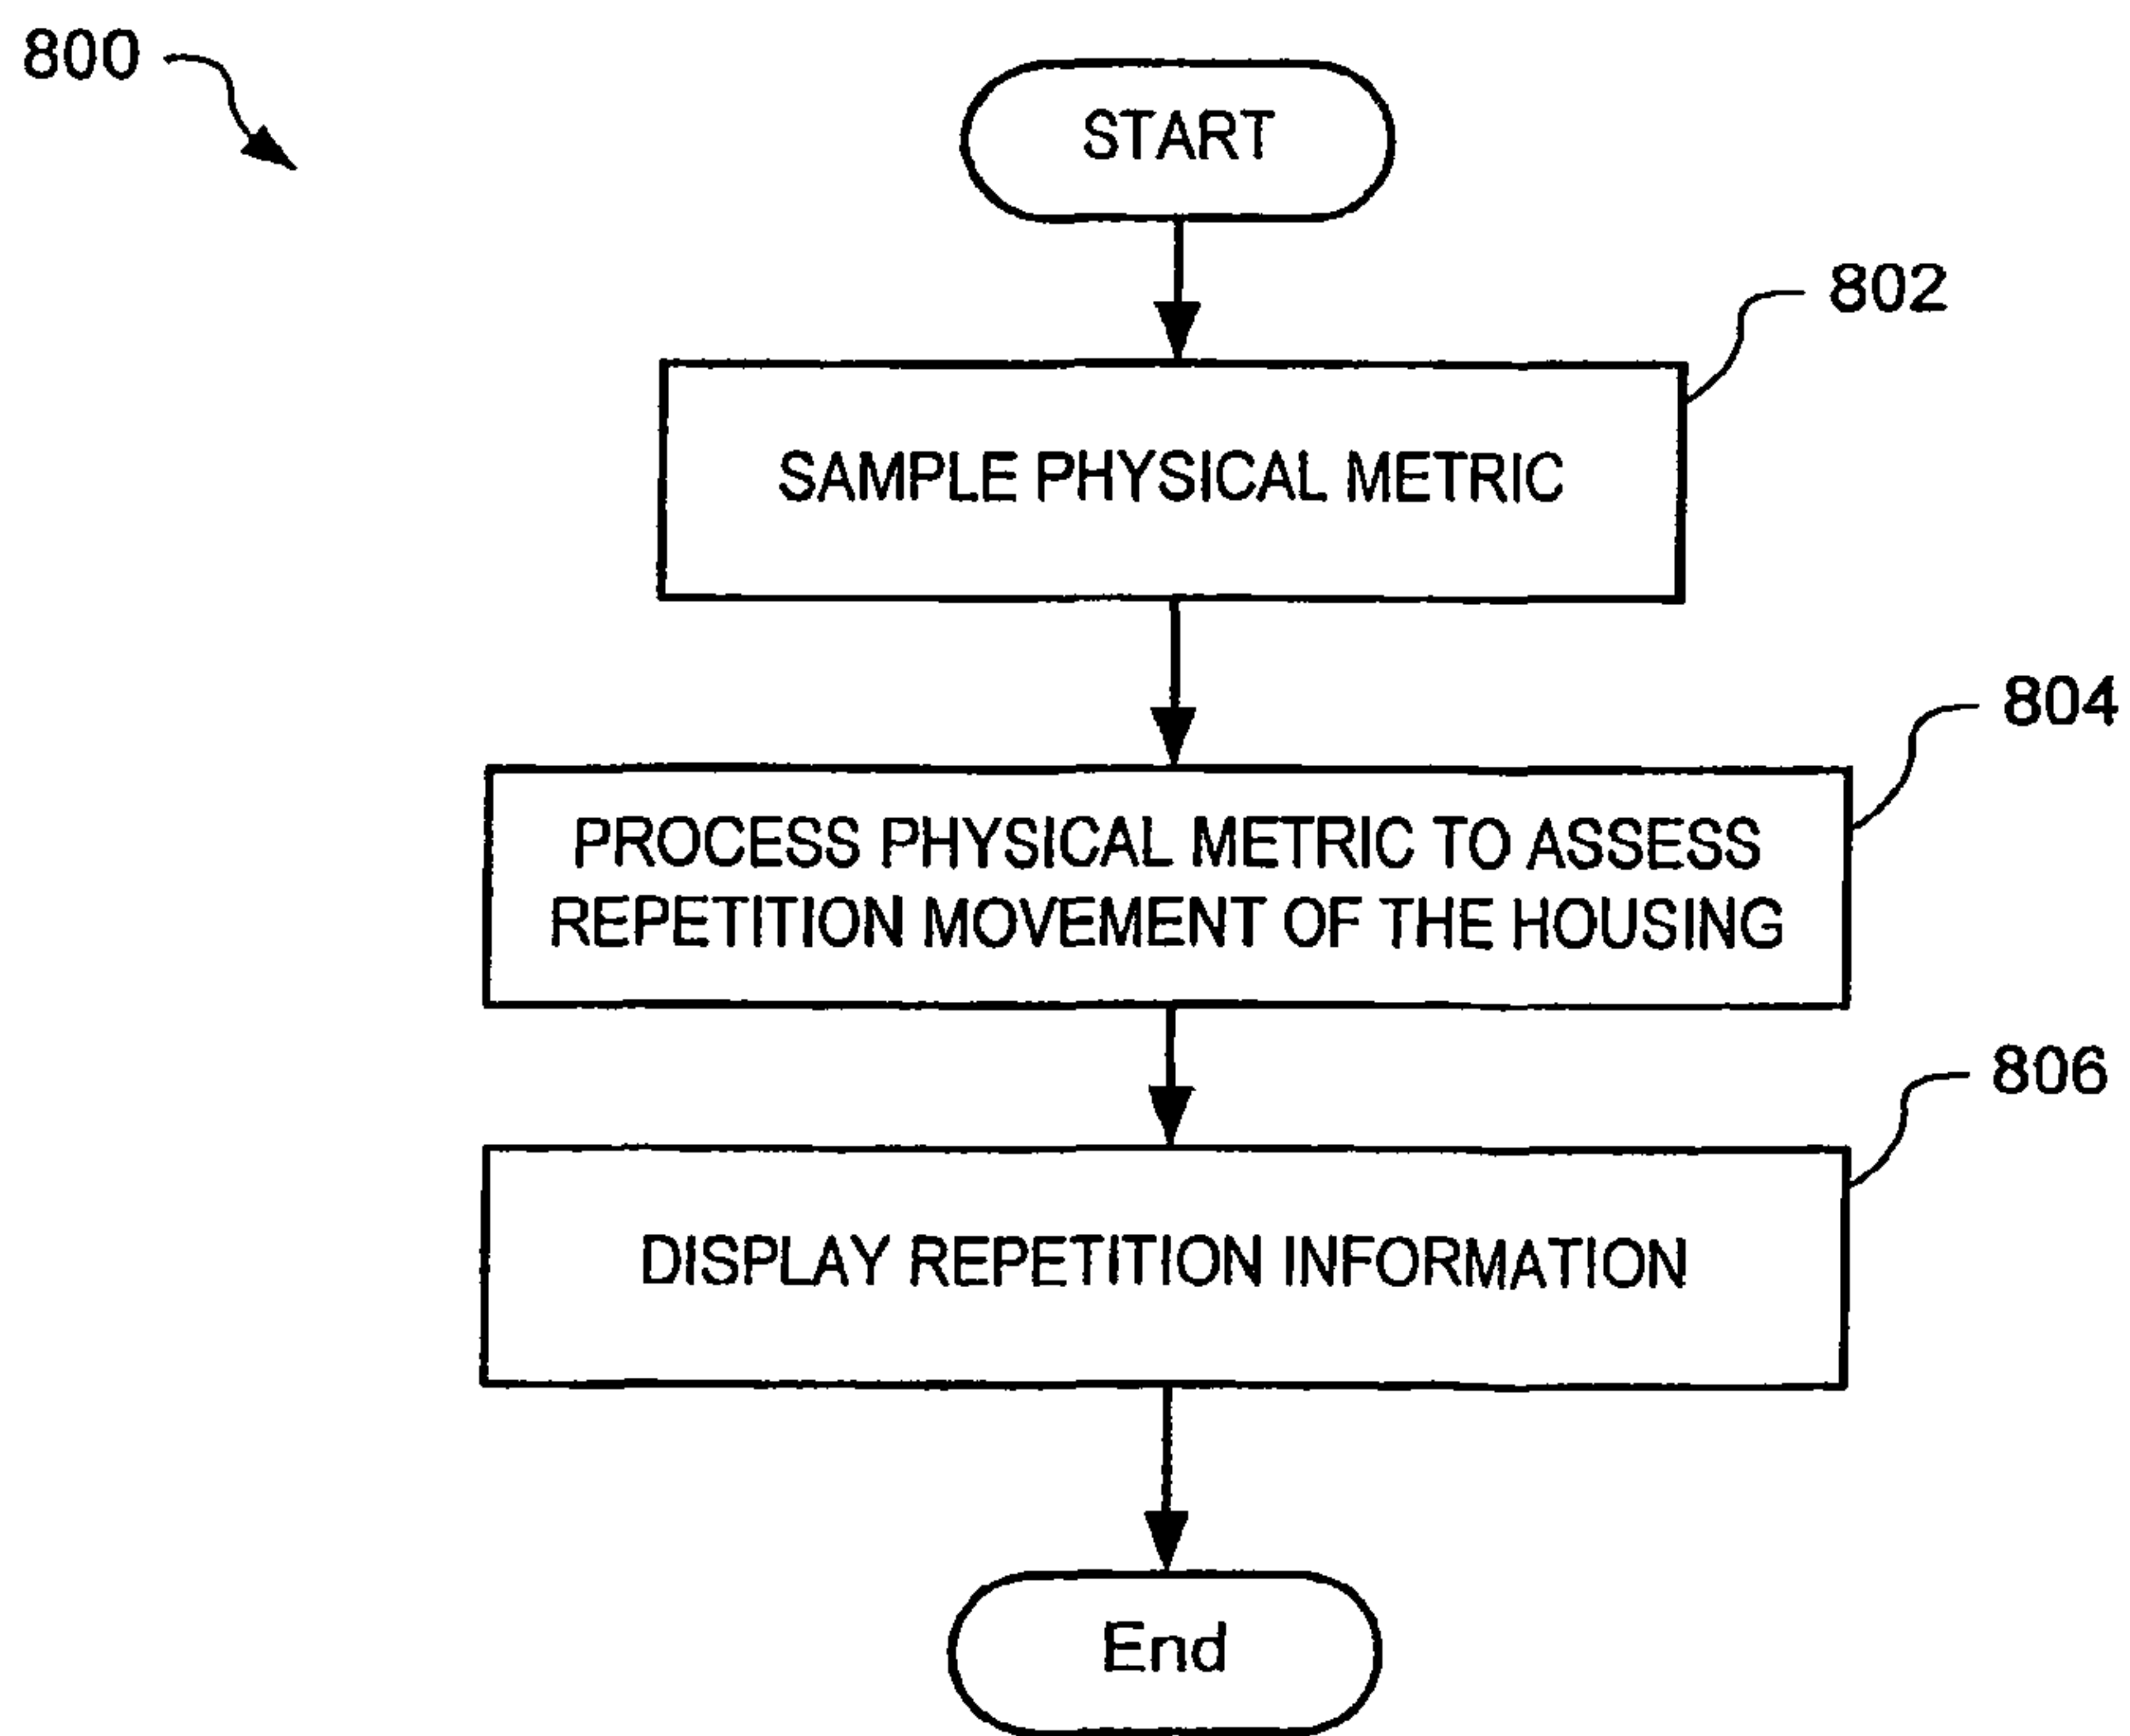 800
START
802
SAMPLE PHYSICAL METRIC
804
PROCESS PHYSICAL METRIC TO ASSESS
REPETITION MOVEMENT OF THE HOUSING
806
DISPLAY REPETITION INFORMATION
End